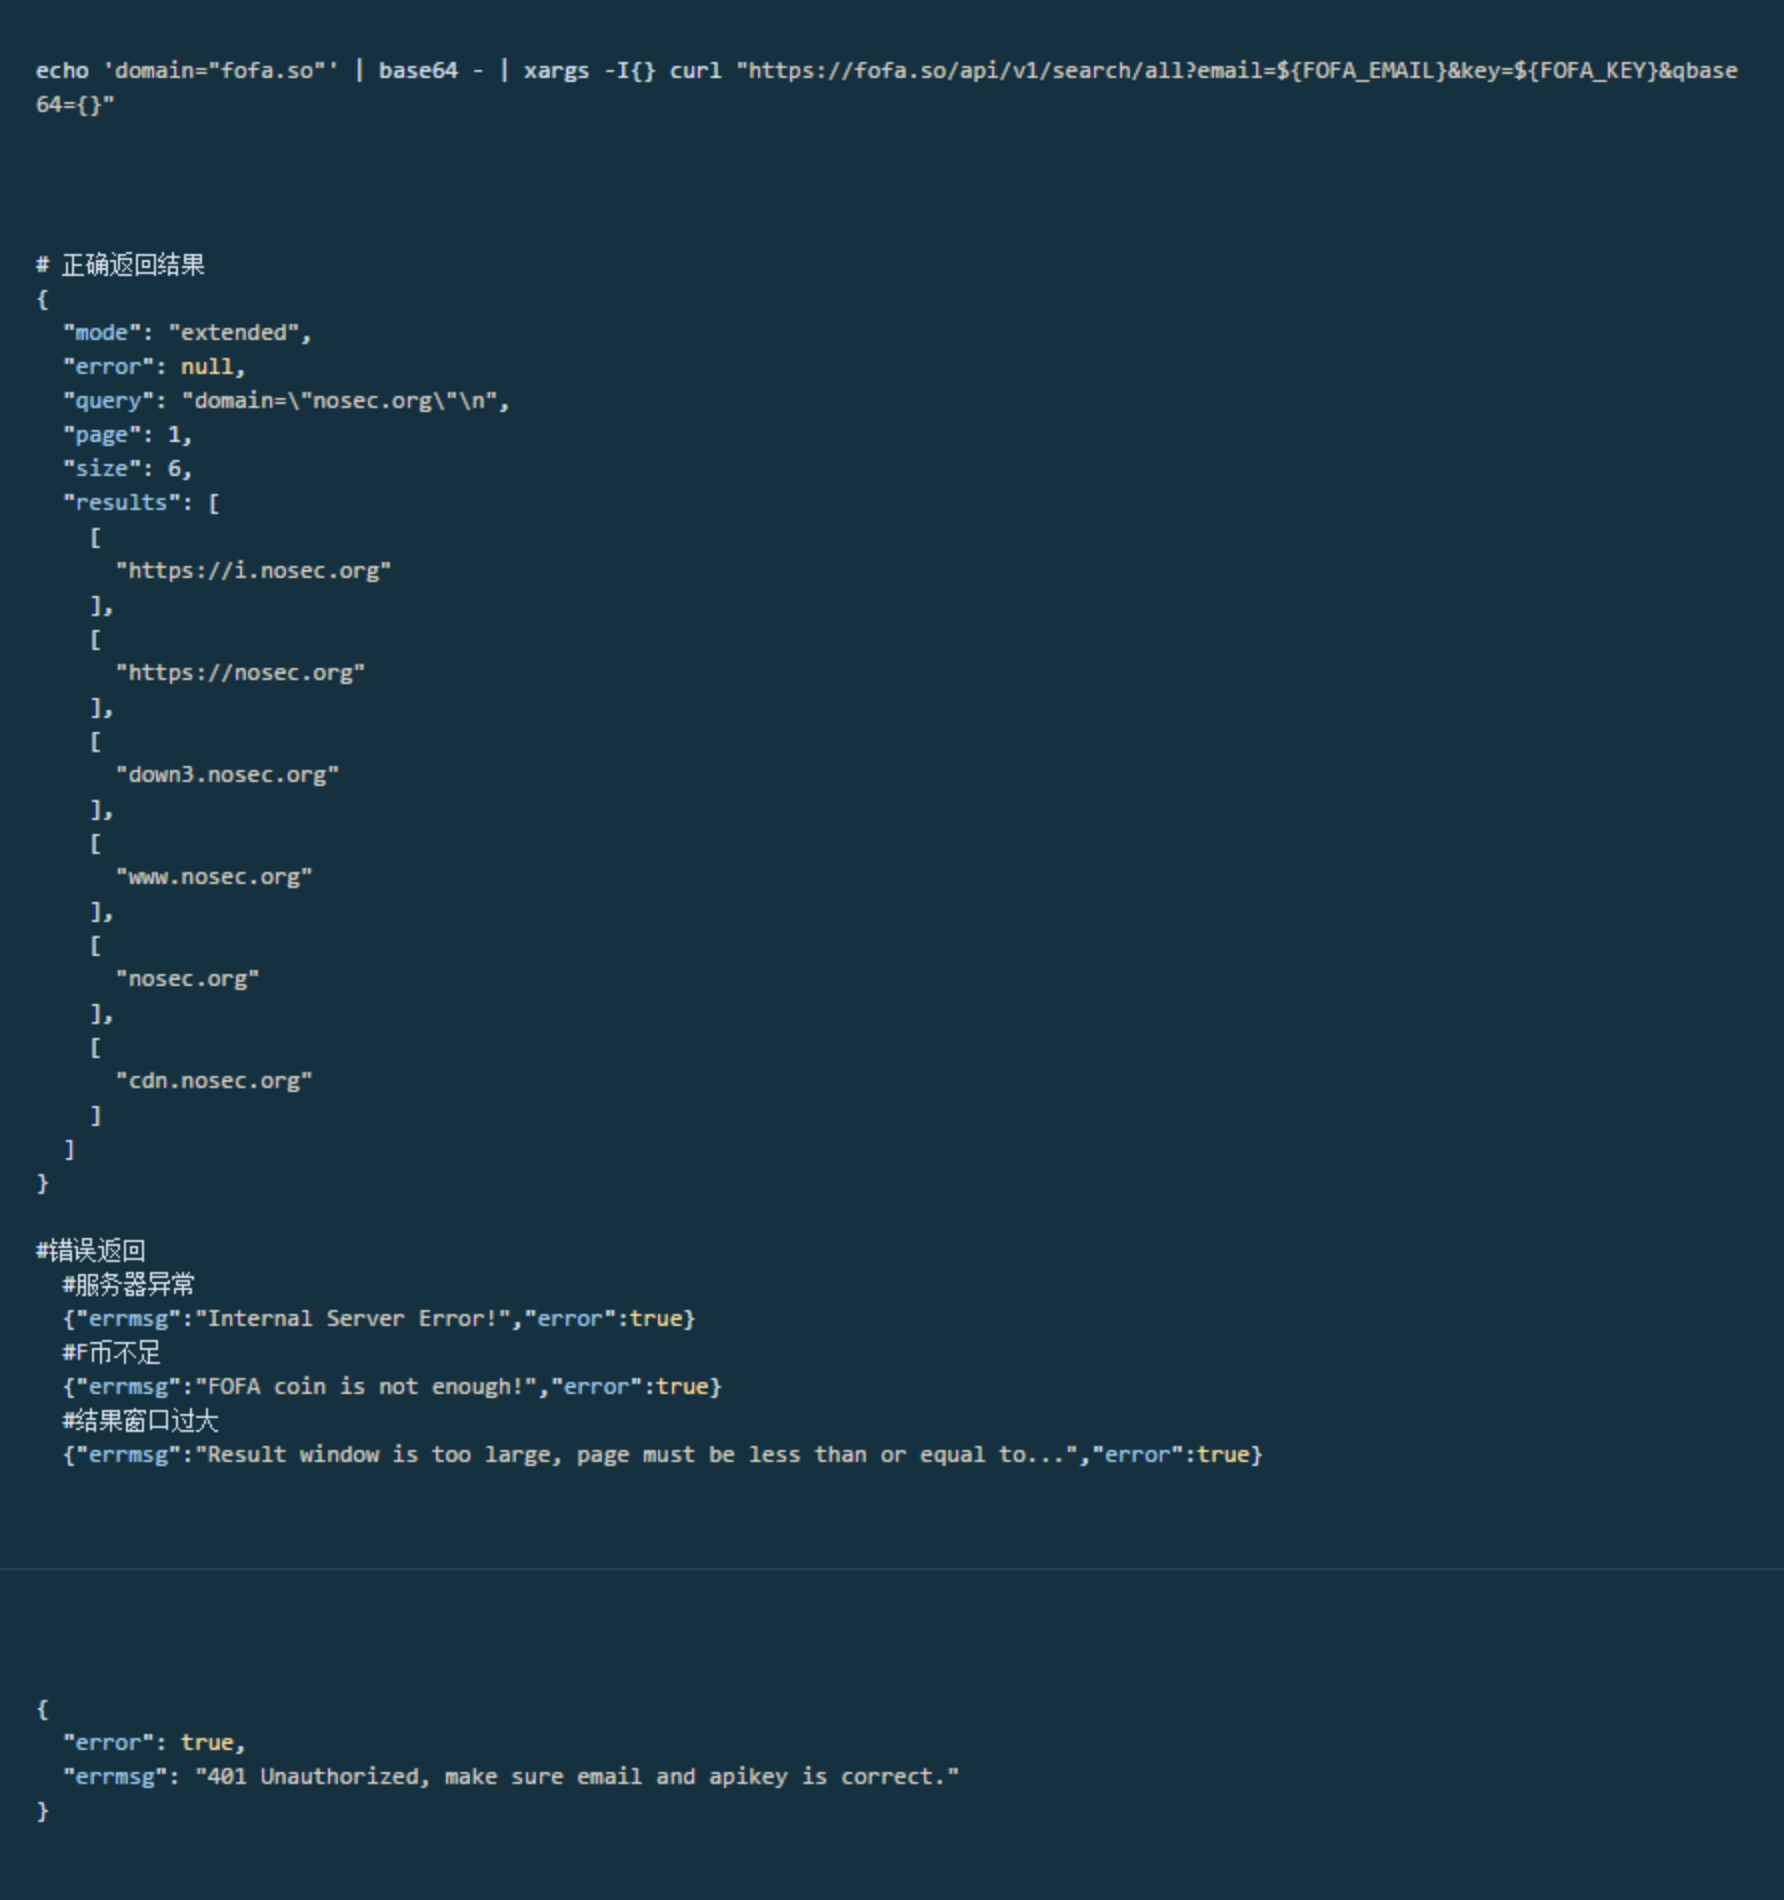 echo 'domain="fofa.so"' | base64 - | xargs -I{} curl "https://fofa.so/api/v1/search/all?email=${FOFA_EMAIL}&key=${FOFA_KEY}&qbase
64={}"
# 正确返回结果
{
  "mode": "extended",
  "error": null,
  "query": "domain=\"nosec.org\"\n",
  "page": 1,
  "size": 6,
  "results": [
    [
      "https://i.nosec.org"
    ],
    [
      "https://nosec.org"
    ],
    [
      "down3.nosec.org"
    ],
    [
      "www.nosec.org"
    ],
    [
      "nosec.org"
    ],
    [
      "cdn.nosec.org"
    ]
  ]
}
#错误返回
  #服务器异常
  {"errmsg":"Internal Server Error!","error":true}
  #F币不足
  {"errmsg":"FOFA coin is not enough!","error":true}
  #结果窗口过大
  {"errmsg":"Result window is too large, page must be less than or equal to...","error":true}
{
  "error": true,
  "errmsg": "401 Unauthorized, make sure email and apikey is correct."
}